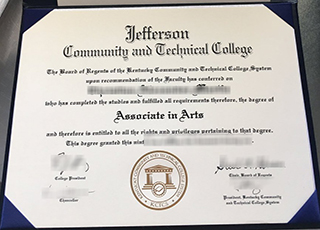 Jefferson
Community and Technical College
The Board of Regents of the Kentucky Community and Technical College System
upon recommendation of the Faculty has conferred on
who has completed the studies and fulfilled all requirements therefore, the degree of
Associate in Arts
and therefore is entitled to all the rights and privileges pertaining to that degree.
This degree granted this
College President
Chair, Board of Regents
Chancellor
President, Kentucky Community
and Technical College System